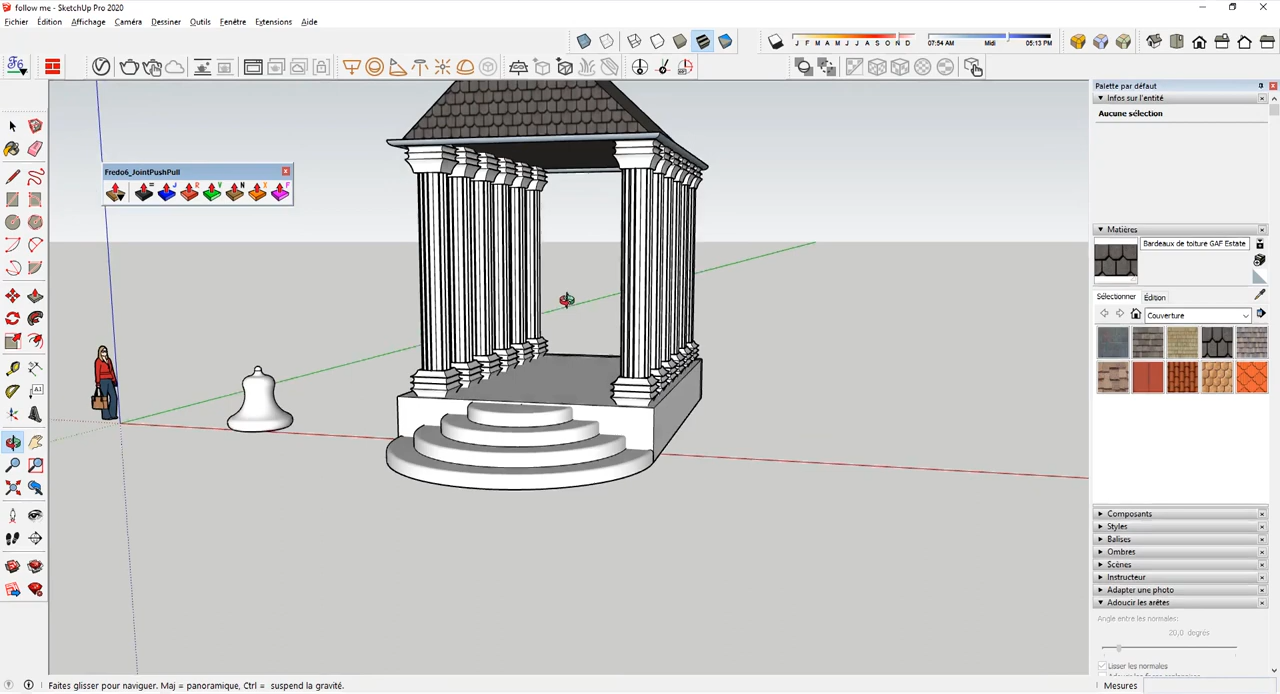 follow me - SketchUp Pro 2020
Fichier Édition Affichage Caméra Dessiner Outils Fenêtre Extensions Aide
J F M A M J J A S O N D 07:54 AM Midi 05:13 PM
Palette par défaut
Infos sur l'entité
Aucune sélection
Fredo6_JointPushPull
Matières
Bardeaux de toiture GAF Estate
Sélectionner Édition
Couverture
Composants
Styles
Balises
Ombres
Scènes
Instructeur
Adapter une photo
Adoucir les arêtes
Angle entre les normales:
20,0 degrés
Lisser les normales
Faites glisser pour naviguer. Maj = panoramique, Ctrl = suspend la gravité.
Mesures